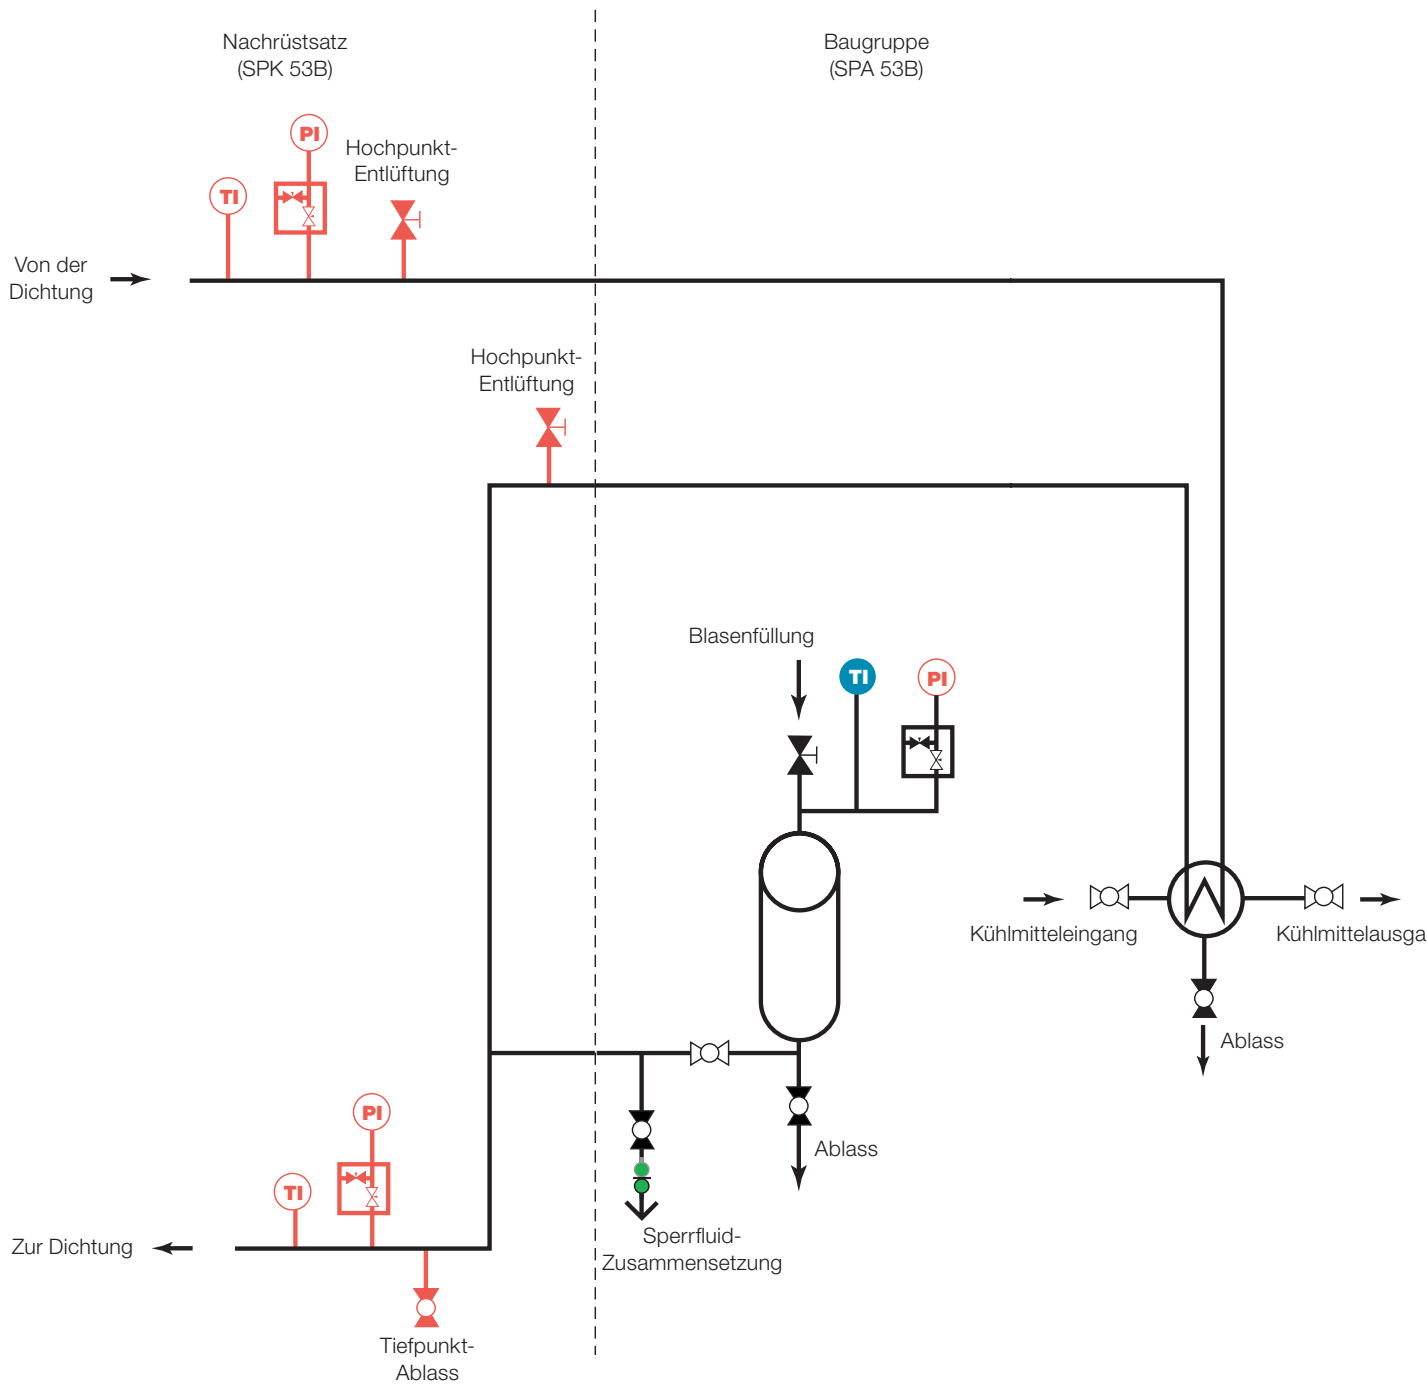 Nachrüstsatz
(SPK 53B)
Baugruppe
(SPA 53B)
PI
Hochpunkt-
Entlüftung
TI
Von der
Dichtung
Hochpunkt-
Entlüftung
Blasenfüllung
TI
PI
Kühlmitteleingang
Kühlmittelausga
Ablass
PI
Ablass
TI
Zur Dichtung
Sperrfluid-
Zusammensetzung
Tiefpunkt-
Ablass